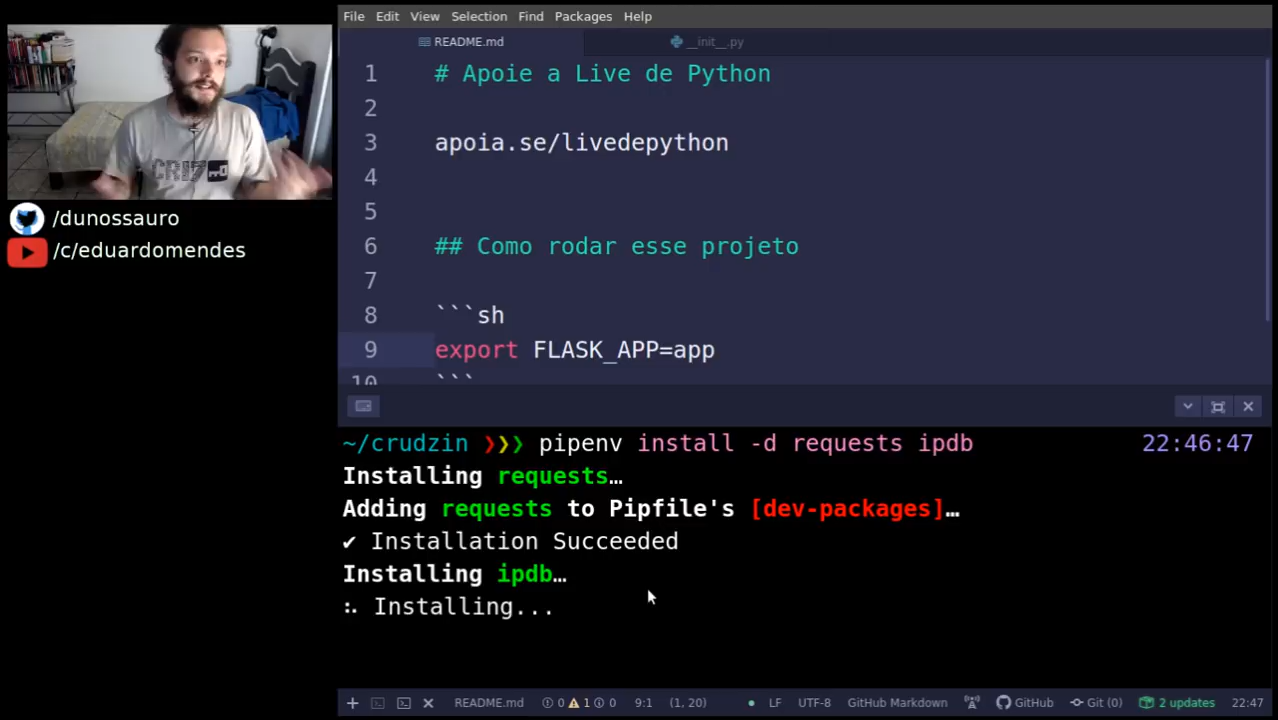 File Edit View Selection Find Packages Help
README.md __init__.py
1 # Apoie a Live de Python
2
3 apoia.se/livedepython
4
5
6 ## Como rodar esse projeto
7
8 ```sh
9 export FLASK_APP=app
10 ```
/dunossauro
/c/eduardomendes
~/crudzin ❯❯❯ pipenv install -d requests ipdb 22:46:47
Installing requests…
Adding requests to Pipfile's [dev-packages]…
✔ Installation Succeeded
Installing ipdb…
⠦ Installing...
README.md 0 1 0 9:1 (1, 20) LF UTF-8 GitHub Markdown GitHub Git (0) 2 updates 22:47